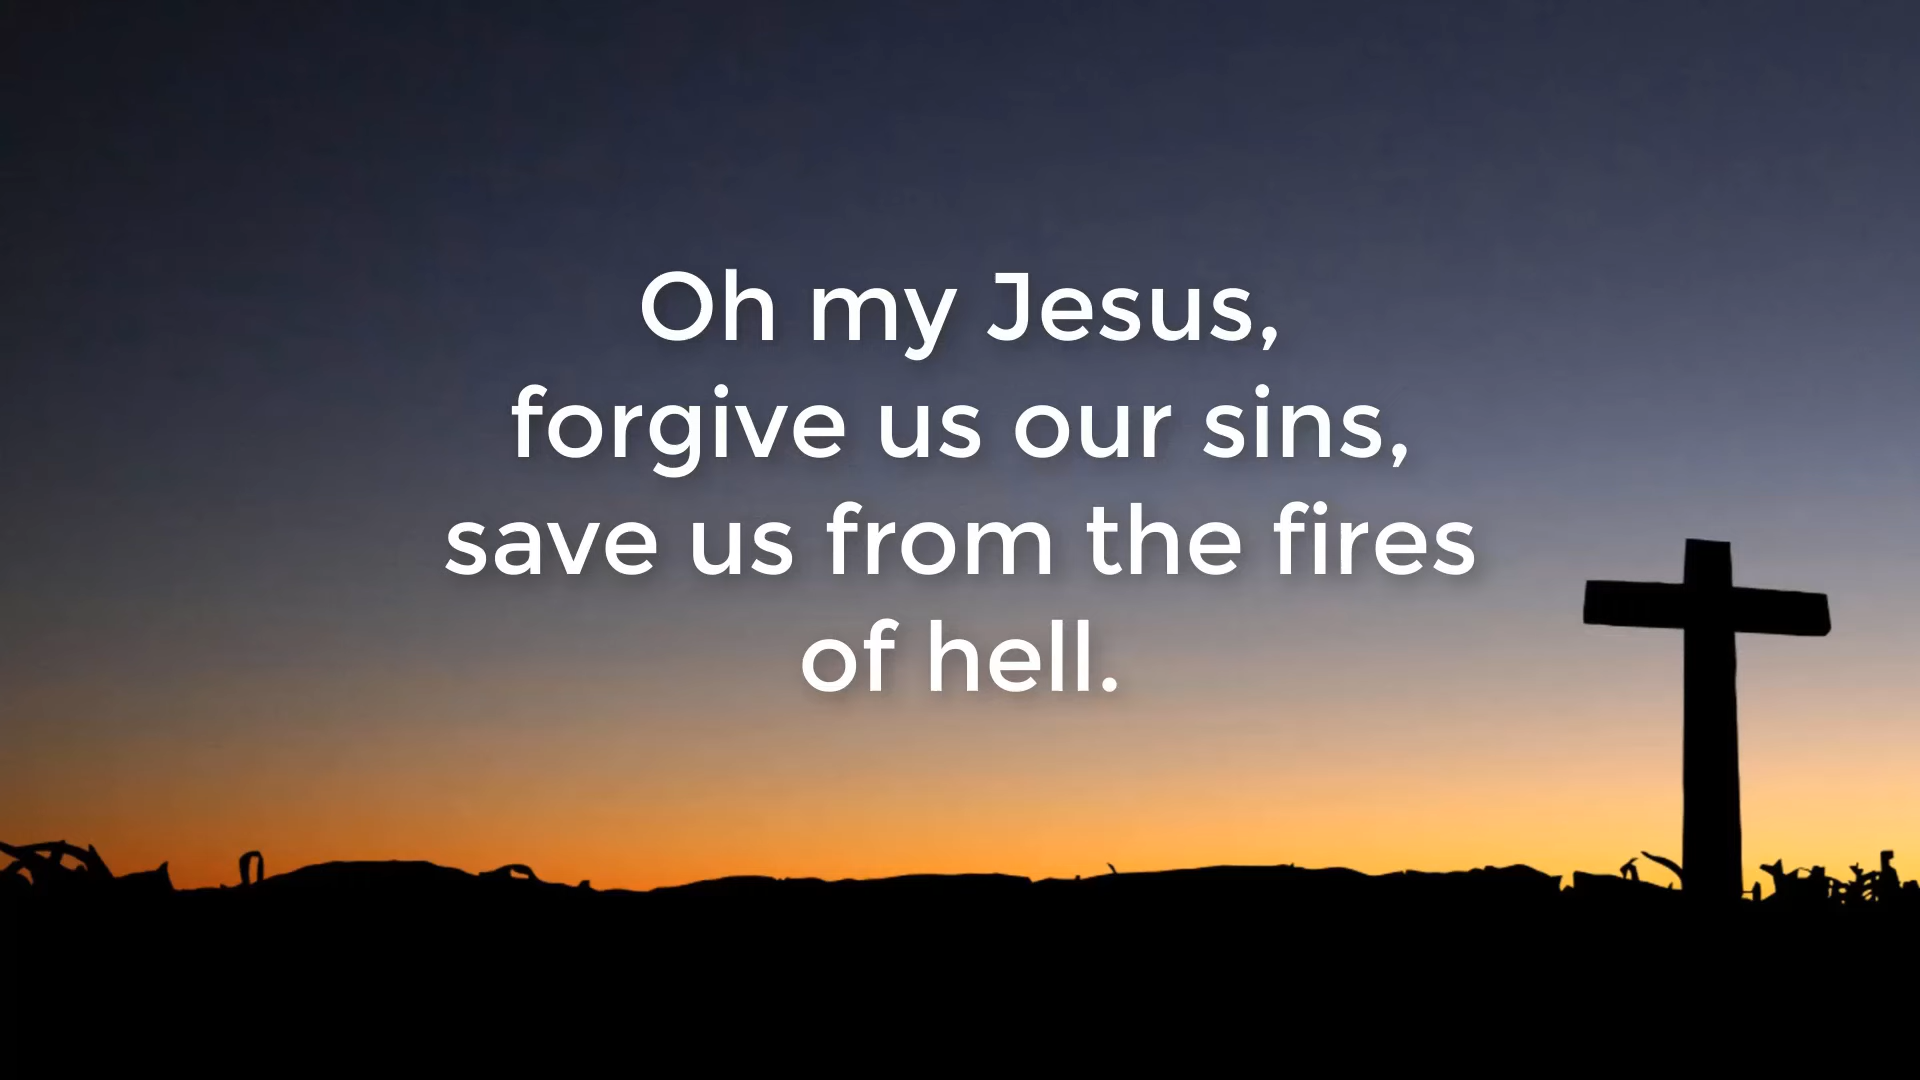 Oh my Jesus,
forgive us our sins,
save us from the fires
of hell.